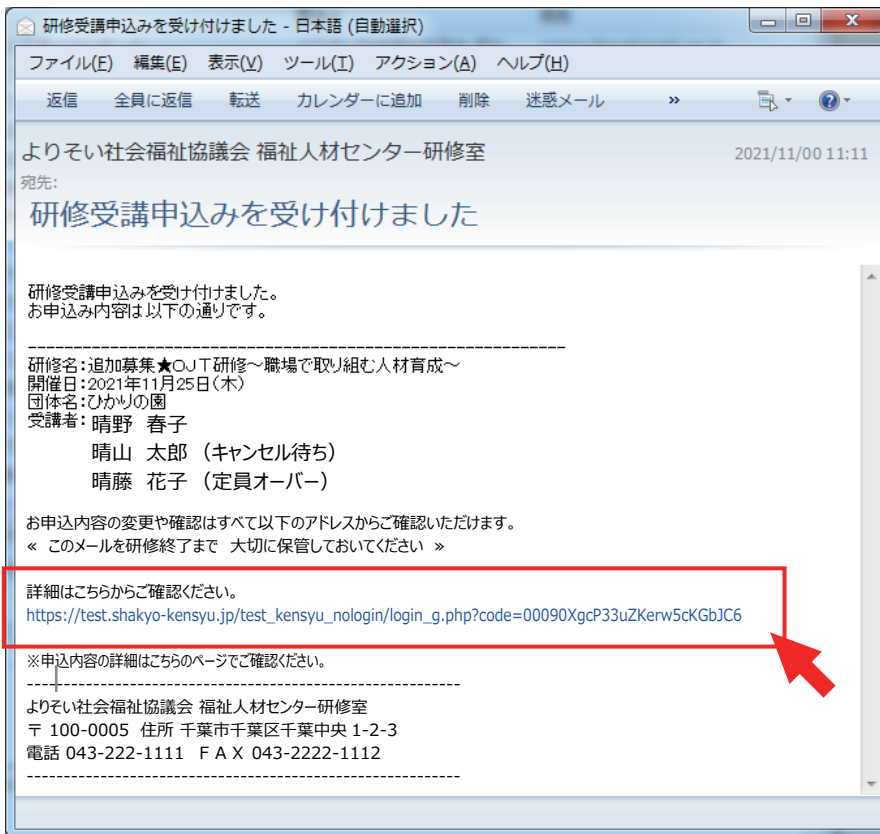 研修受講申込みを受け付けました - 日本語 (自動選択)
ファイル(F) 編集(E) 表示(V) ツール(T) アクション(A) ヘルプ(H)
返信 全員に返信 転送 カレンダーに追加 削除 迷惑メール »
よりそい社会福祉協議会 福祉人材センター研修室 2021/11/00 11:11
宛先:
研修受講申込みを受け付けました
研修受講申込みを受け付けました。
お申込み内容は以下の通りです。
------------------------------------------------------------
研修名:追加募集★OJT研修～職場で取り組む人材育成～
開催日:2021年11月25日(木)
団体名:ひかりの園
受講者: 晴野 春子
晴山 太郎 (キャンセル待ち)
晴藤 花子 (定員オーバー)
お申込内容の変更や確認はすべて以下のアドレスからご確認いただけます。
« このメールを研修終了まで 大切に保管しておいてください »
詳細はこちらからご確認ください。
https://test.shakyo-kensyu.jp/test_kensyu_nologin/login_g.php?code=00090XgcP33uZKerw5cKGbJC6
※申込内容の詳細はこちらのページでご確認ください。
------------------------------------------------------------
よりそい社会福祉協議会 福祉人材センター研修室
〒 100-0005 住所 千葉市千葉区千葉中央 1-2-3
電話 043-222-1111 ＦＡＸ 043-2222-1112
------------------------------------------------------------